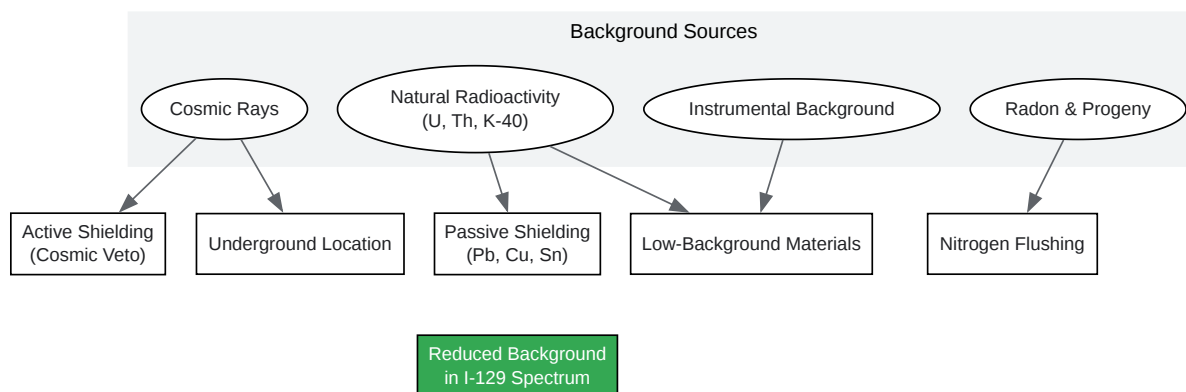 Background Sources
Cosmic Rays
Natural Radioactivity
(U, Th, K-40)
Instrumental Background
Radon & Progeny
Active Shielding
(Cosmic Veto)
Underground Location
Passive Shielding
(Pb, Cu, Sn)
Low-Background Materials
Nitrogen Flushing
Reduced Background
in I-129 Spectrum